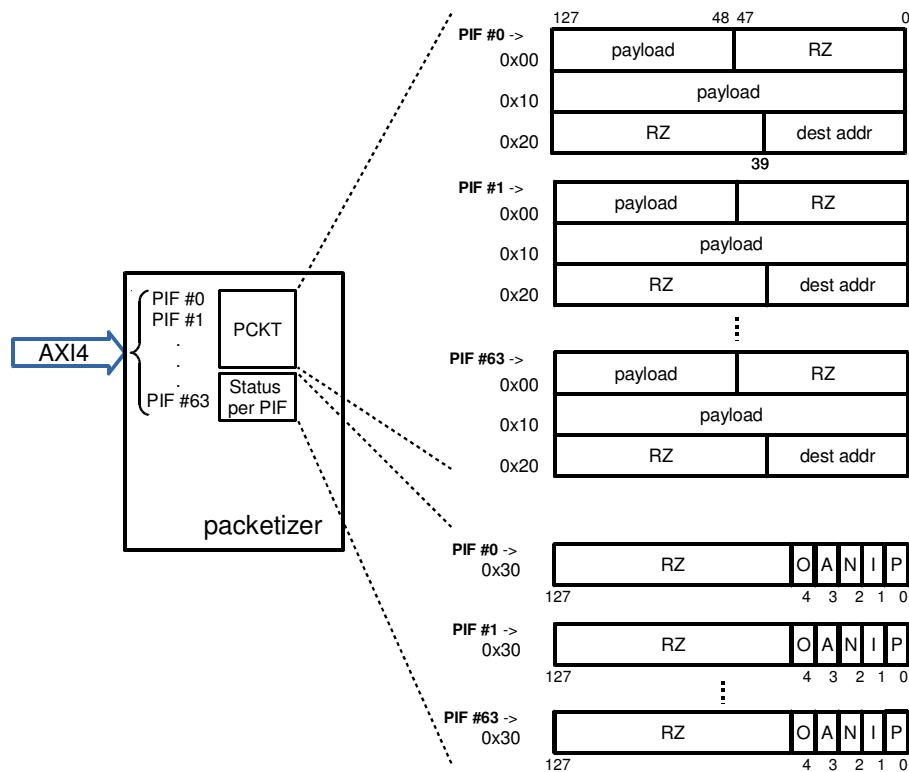 127 48 47 0
PIF #0 ->
0x00 payload RZ
0x10 payload
0x20 RZ dest addr
39
PIF #1 ->
0x00 payload RZ
0x10 payload
0x20 RZ dest addr
PIF #63 ->
0x00 payload RZ
0x10 payload
0x20 RZ dest addr
AXI4
PIF #0
PIF #1
.
.
.
PIF #63
PCKT
Status
per PIF
packetizer
PIF #0 ->
0x30 RZ O A N I P
127 4 3 2 1 0
PIF #1 ->
0x30 RZ O A N I P
127 4 3 2 1 0
PIF #63 ->
0x30 RZ O A N I P
127 4 3 2 1 0